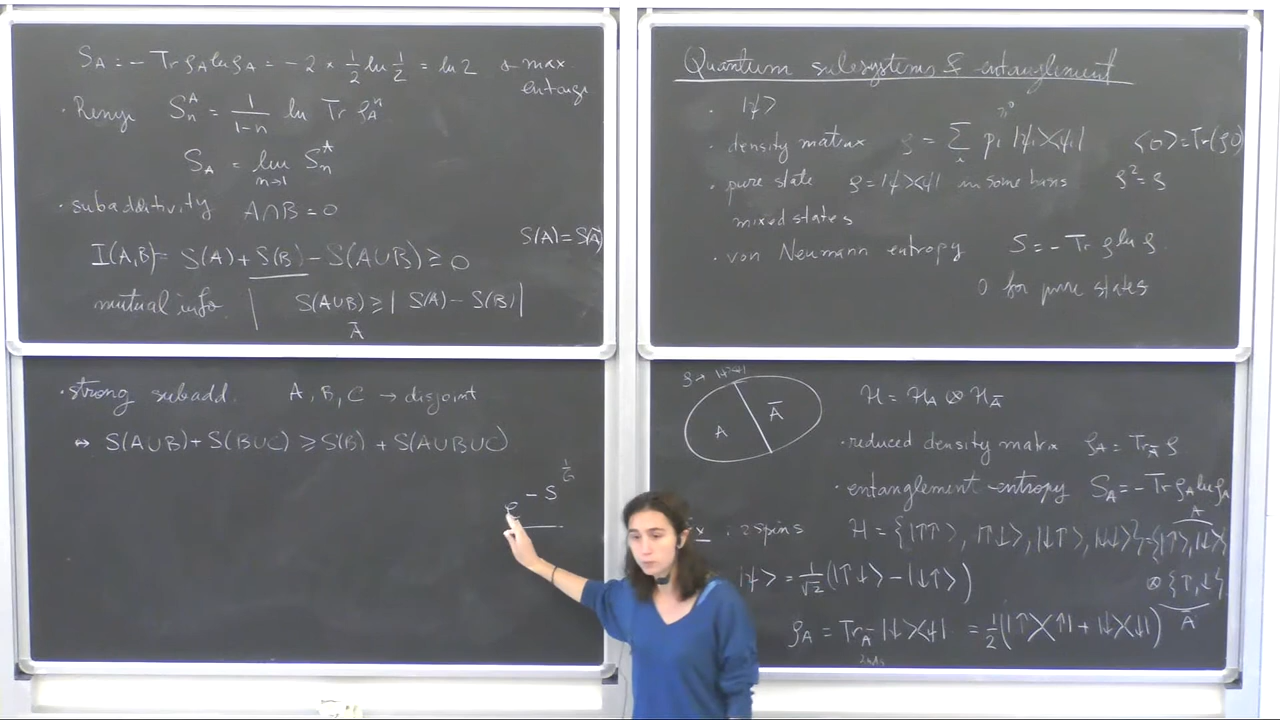 S_A = - Tr ρ_A ln ρ_A = - 2 × 1/2 ln 1/2 = ln 2 ← max.
entangl
· Renyi S_n^A = 1/(1-n) ln Tr ρ_A^n
S_A = lim_{n→1} S_n^A
· subadditivity A∩B = 0
S(A) = S(Ā)
I(A,B) = S(A) + S(B) - S(A∪B) ≥ 0
mutual info. | S(A∪B) ≥ | S(A) - S(B) |
Ā
· strong subadd. A, B, C → disjoint
⇔ S(A∪B) + S(B∪C) ≥ S(B) + S(A∪B∪C)
e^{-S} 1/G
Quantum subsystems & entanglement
· |ψ>
≥0
· density matrix ρ = Σ_i p_i |ψ_i><ψ_i| <O> = Tr(ρO)
· pure state ρ = |ψ><ψ| in some basis ρ² = ρ
mixed states
· von Neumann entropy S = - Tr ρ ln ρ.
0 for pure states
ρ → |ψ><ψ|
A Ā
H = H_A ⊗ H_Ā
· reduced density matrix ρ_A = Tr_Ā ρ
· entanglement entropy S_A = - Tr ρ_A ln ρ_A
A
Ex : 2 spins H = {|↑↑>, |↑↓>, |↓↑>, |↓↓>} = {|↑>, |↓>}
⊗ {↑, ↓}
Ā
|ψ> = 1/√2 (|↑↓> - |↓↑>)
ρ_A = Tr_Ā |ψ><ψ| = 1/2 (|↑><↑| + |↓><↓|)